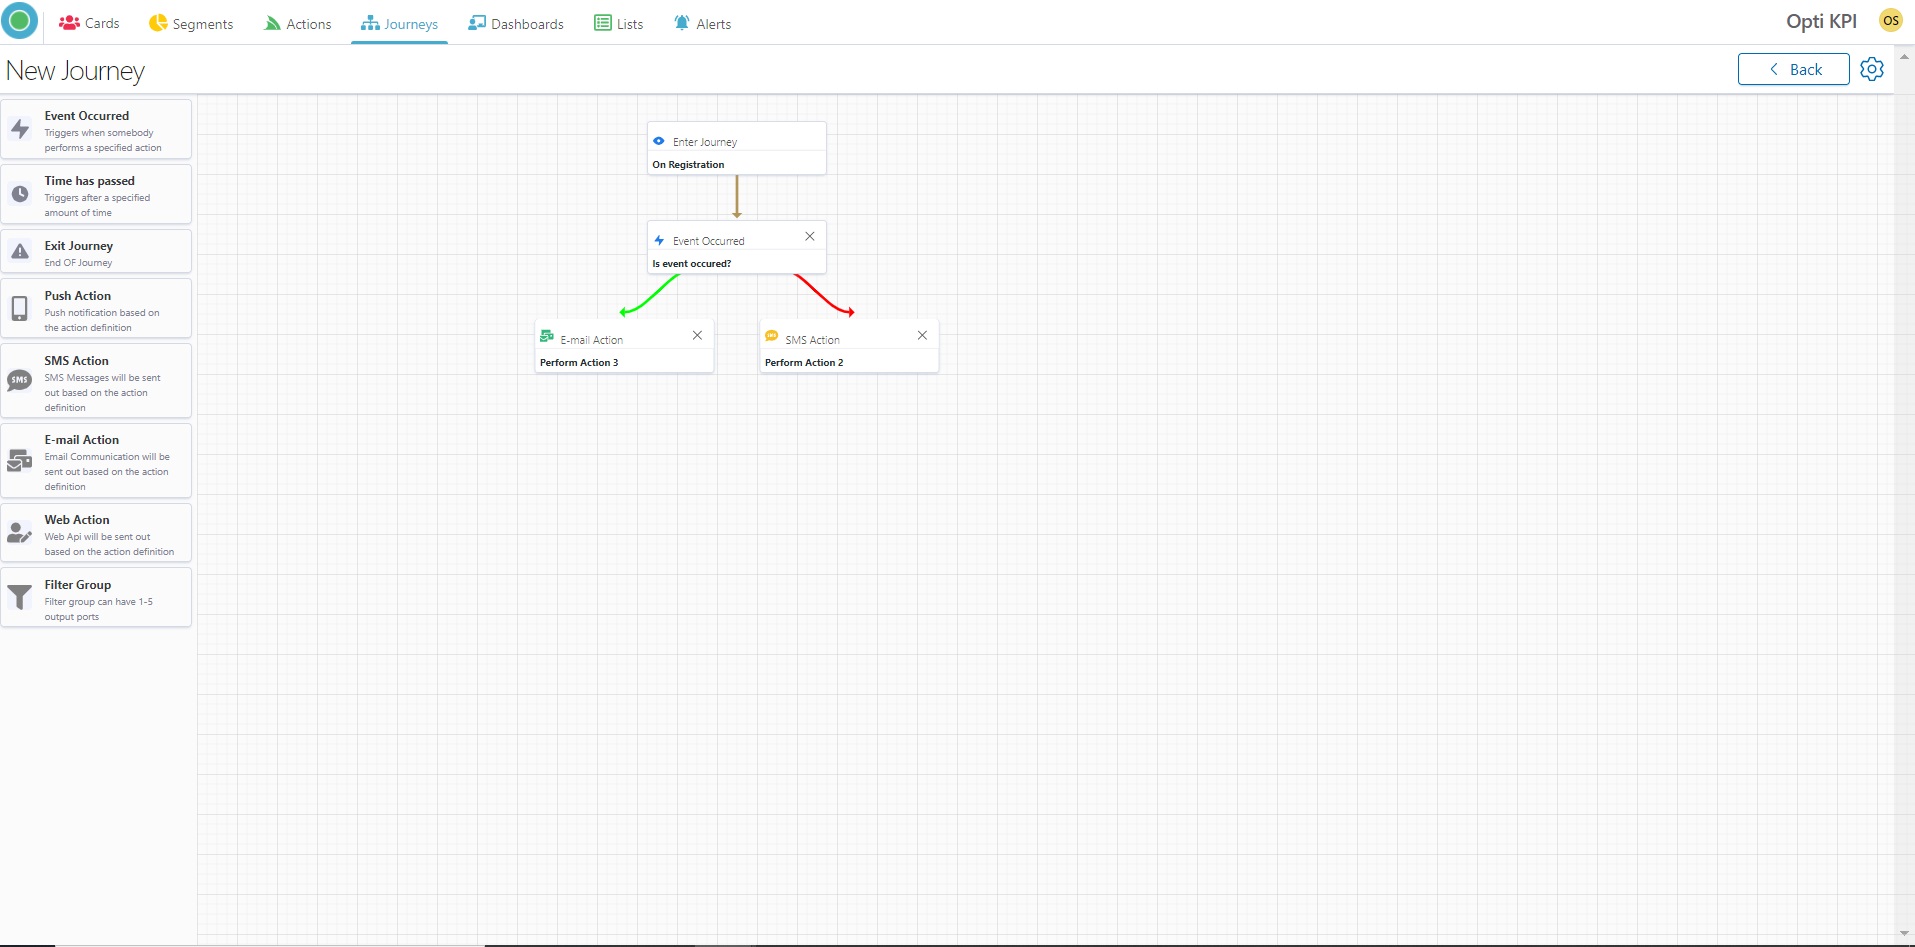 Cards
Segments
Actions
Journeys
Dashboards
Lists
Alerts
Opti KPI
OS
New Journey
Back
Event Occurred
Triggers when somebody
performs a specified action
Time has passed
Triggers after a specified
amount of time
Exit Journey
End OF Journey
Push Action
Push notification based on
the action definition
SMS
SMS Action
SMS Messages will be sent
out based on the action
definition
E-mail Action
Email Communication will be
sent out based on the action
definition
Web Action
Web Api will be sent out
based on the action definition
Filter Group
Filter group can have 1-5
output ports
Enter Journey
On Registration
Event Occurred
Is event occured?
E-mail Action
Perform Action 3
SMS Action
Perform Action 2